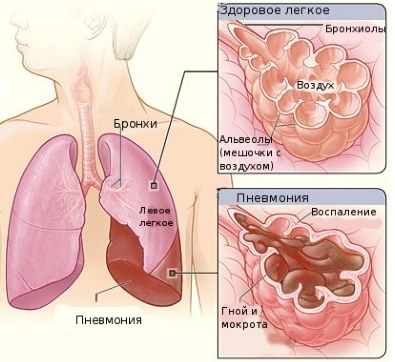 Здоровое легкое
Бронхиолы
Воздух
Альвеолы
(мешочки с
воздухом)
Бронхи
Левое
легкое
Пневмония
Пневмония
Воспаление
Гной и
мокрота